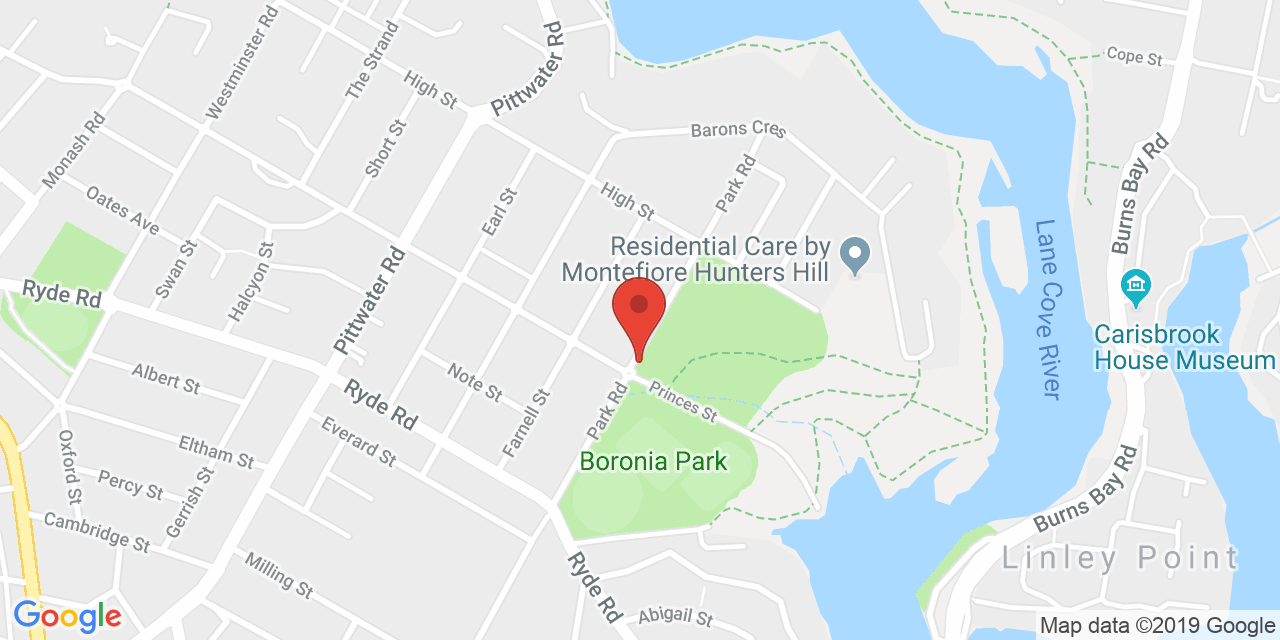 Westminster Rd
The Strand
Pittwater Rd
Cope St
High St
Monash Rd
Short St
Barons Cres
Burns Bay Rd
Park Rd
Oates Ave
Earl St
High St
Swan St
Halcyon St
Pittwater Rd
Residential Care by
Montefiore Hunters Hill
Lane Cove River
Ryde Rd
Carisbrook
House Museum
Albert St
Note St
Ryde Rd
Princes St
Park Rd
Farnell St
Everard St
Oxford St
Eltham St
Boronia Park
Percy St
Gerrish St
Burns Bay Rd
Cambridge St
Linley Point
Milling St
Ryde Rd
Abigail St
Google
Map data ©2019 Google